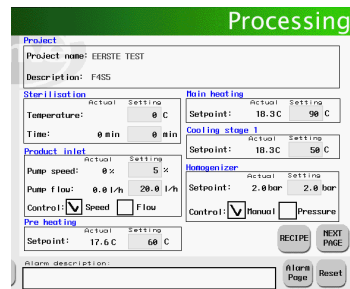 Processing
Project
Project name: EERSTE TEST
Description: F4S5
Sterilisation
Actual Setting
Temperature: 0 C
Time: 0 min 0 min
Product inlet
Actual Setting
Pump speed: 0 % 5 %
Pump flow: 0.0 l/h 20.0 l/h
Control: Speed Flow
Pre heating
Actual Setting
Setpoint: 17.6 C 60 C
Main heating
Actual Setting
Setpoint: 18.3 C 90 C
Cooling stage 1
Actual Setting
Setpoint: 18.3C 50 C
Homogenizer
Actual Setting
Setpoint: 2.0 bar 2.0 bar
Control: Manual Pressure
RECIPE
NEXT PAGE
Alarm description:
Alarm Page
Reset